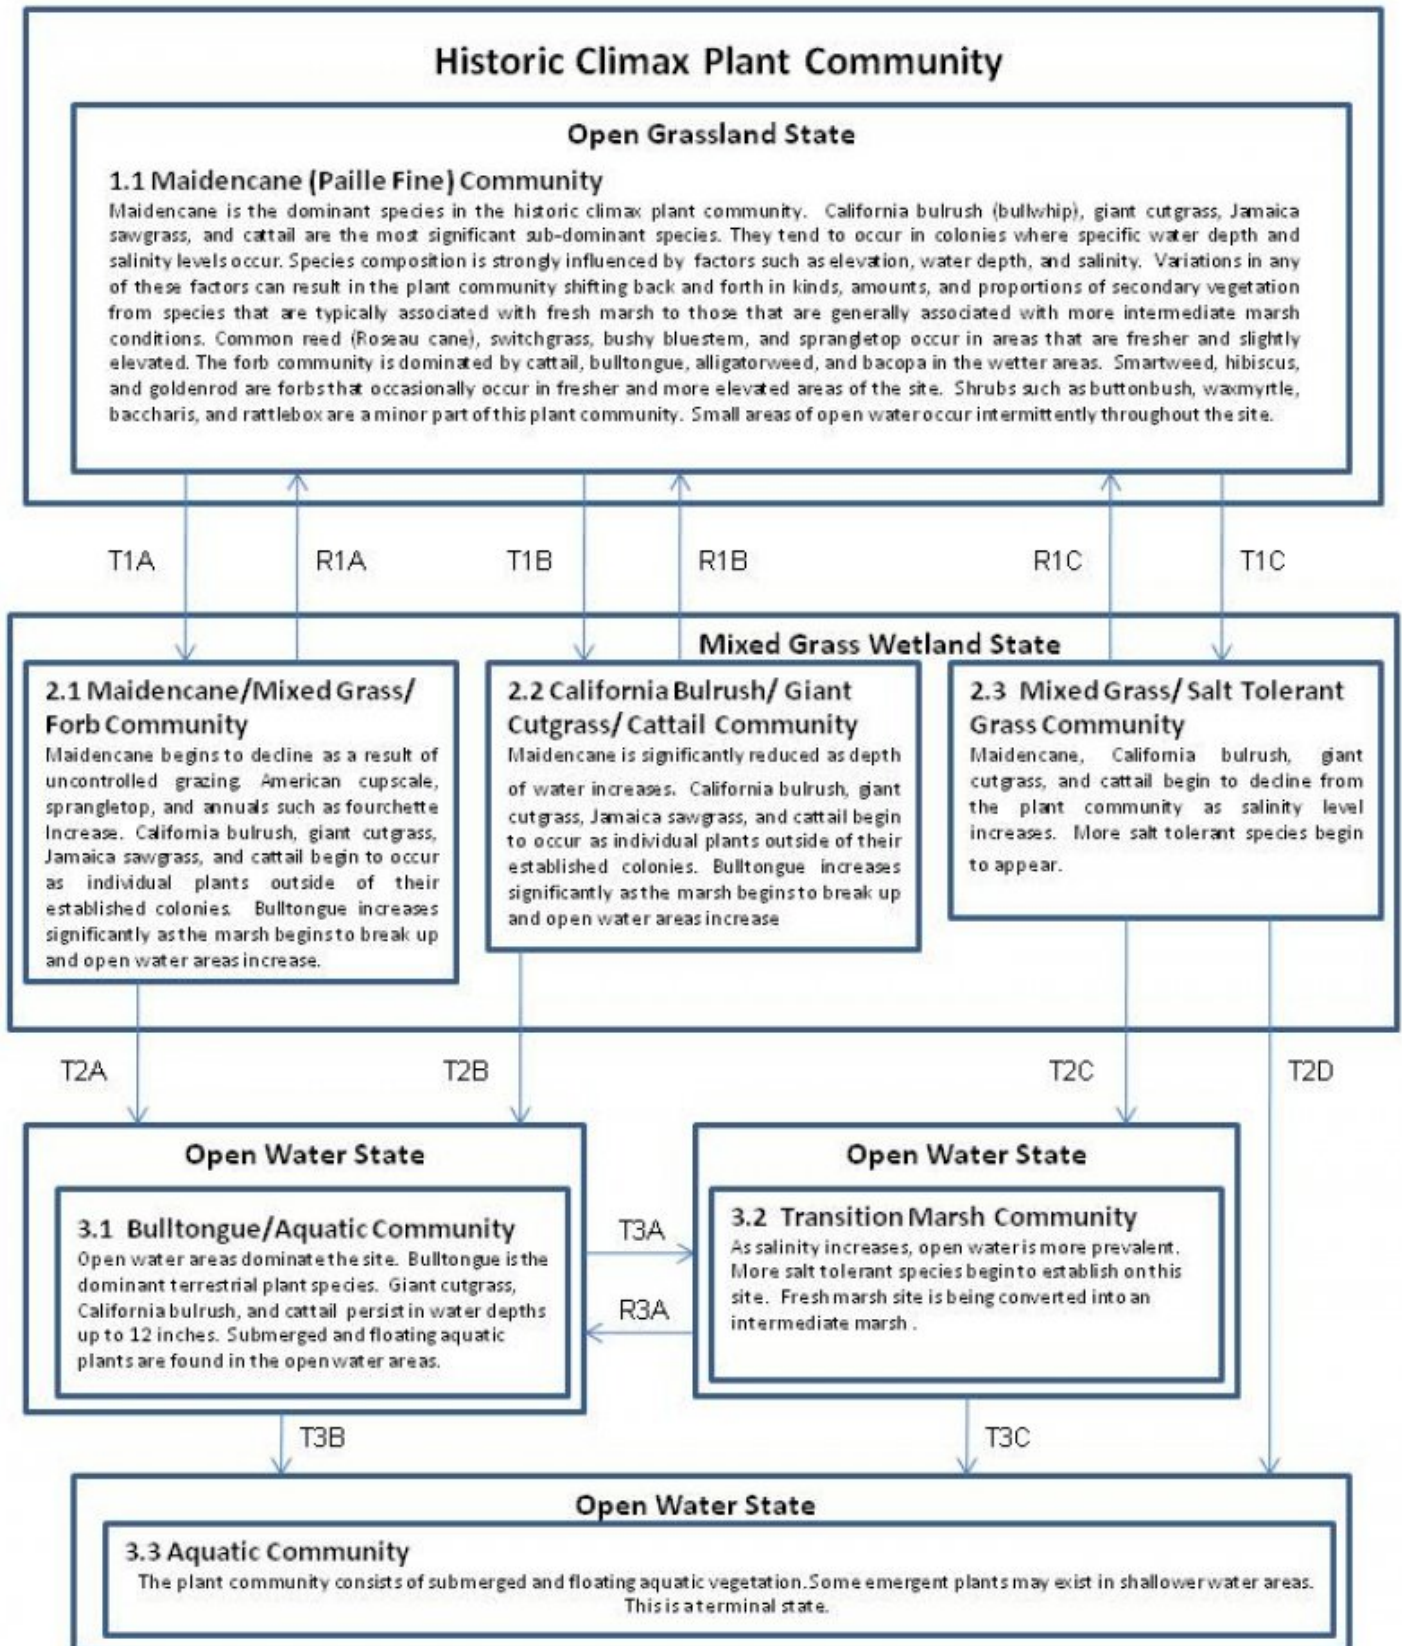 Historic Climax Plant Community
Open Grassland State
1.1 Maidencane (Paille Fine) Community
Maidencane is the dominant species in the historic climax plant community. California bulrush (bullwhip), giant cutgrass, Jamaica
sawgrass, and cattail are the most significant sub-dominant species. They tend to occur in colonies where specific water depth and
salinity levels occur. Species composition is strongly influenced by factors such as elevation, water depth, and salinity. Variations in any
of these factors can result in the plant community shifting back and forth in kinds, amounts, and proportions of secondary vegetation
from species that are typically associated with fresh marsh to those that are generally associated with more intermediate marsh
conditions. Common reed (Roseau cane), switchgrass, bushy bluestem, and sprangletop occur in areas that are fresher and slightly
elevated. The forb community is dominated by cattail, bulltongue, alligatorweed, and bacopa in the wetter areas. Smartweed, hibiscus,
and goldenrod are forbs that occasionally occur in fresher and more elevated areas of the site. Shrubs such as buttonbush, waxmyrtle,
baccharis, and rattlebox are a minor part of this plant community. Small areas of open water occur intermittently throughout the site.
T1A
R1A
T1B
R1B
R1C
T1C
Mixed Grass Wetland State
2.1 Maidencane/Mixed Grass/
Forb Community
Maidencane begins to decline as a result of
uncontrolled grazing. American cupscale,
sprangletop, and annuals such as fourchette
Increase. California bulrush, giant cutgrass,
Jamaica sawgrass, and cattail begin to occur
as individual plants outside of their
established colonies. Bulltongue increases
significantly as the marsh begins to break up
and open water areas increase.
2.2 California Bulrush/ Giant
Cutgrass/ Cattail Community
Maidencane is significantly reduced as depth
of water increases. California bulrush, giant
cutgrass, Jamaica sawgrass, and cattail begin
to occur as individual plants outside of their
established colonies. Bulltongue increases
significantly as the marsh begins to break up
and open water areas increase
2.3 Mixed Grass/ Salt Tolerant
Grass Community
Maidencane, California bulrush, giant
cutgrass, and cattail begin to decline from
the plant community as salinity level
increases. More salt tolerant species begin
to appear.
T2A
T2B
T2C
T2D
Open Water State
3.1 Bulltongue/Aquatic Community
Open water areas dominate the site. Bulltongue is the
dominant terrestrial plant species. Giant cutgrass,
California bulrush, and cattail persist in water depths
up to 12 inches. Submerged and floating aquatic
plants are found in the open water areas.
T3A
R3A
Open Water State
3.2 Transition Marsh Community
As salinity increases, open water is more prevalent.
More salt tolerant species begin to establish on this
site. Fresh marsh site is being converted into an
intermediate marsh .
T3B
T3C
Open Water State
3.3 Aquatic Community
The plant community consists of submerged and floating aquatic vegetation. Some emergent plants may exist in shallower water areas.
This is a terminal state.